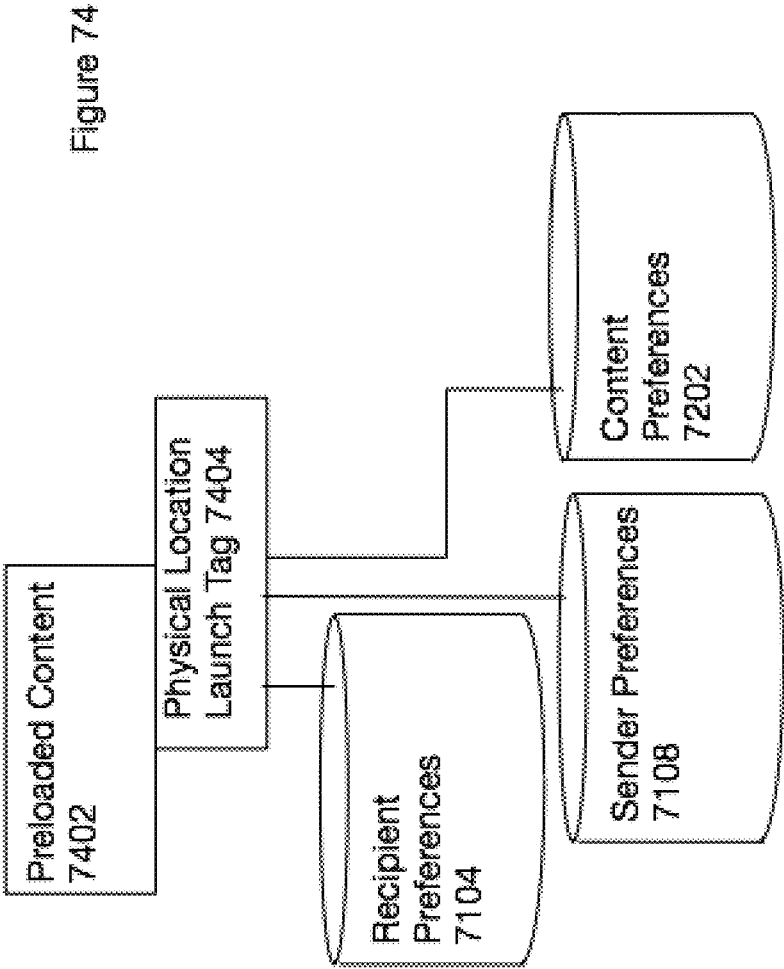 Figure 74
Preloaded Content
7402
Physical Location
Launch Tag 7404
Recipient
Preferences
7104
Sender Preferences
7108
Content
Preferences
7202